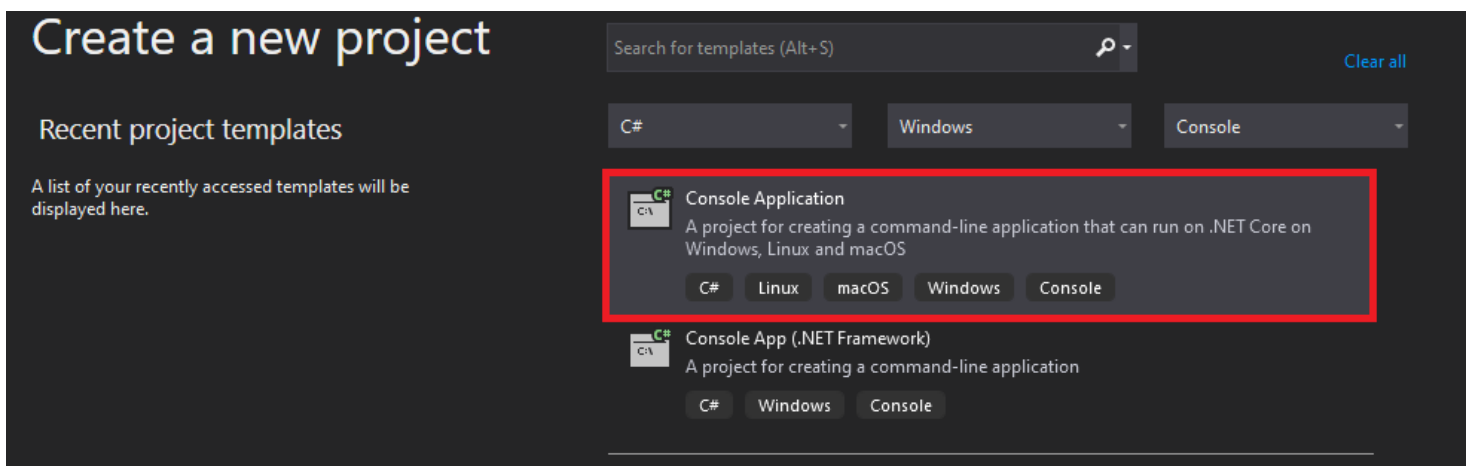 Create a new project
Search for templates (Alt+S)
Clear all
Recent project templates
A list of your recently accessed templates will be
displayed here.
C#
Windows
Console
C#
C:\
Console Application
A project for creating a command-line application that can run on .NET Core on
Windows, Linux and macOS
C# Linux macOS Windows Console
C#
C:\
Console App (.NET Framework)
A project for creating a command-line application
C# Windows Console